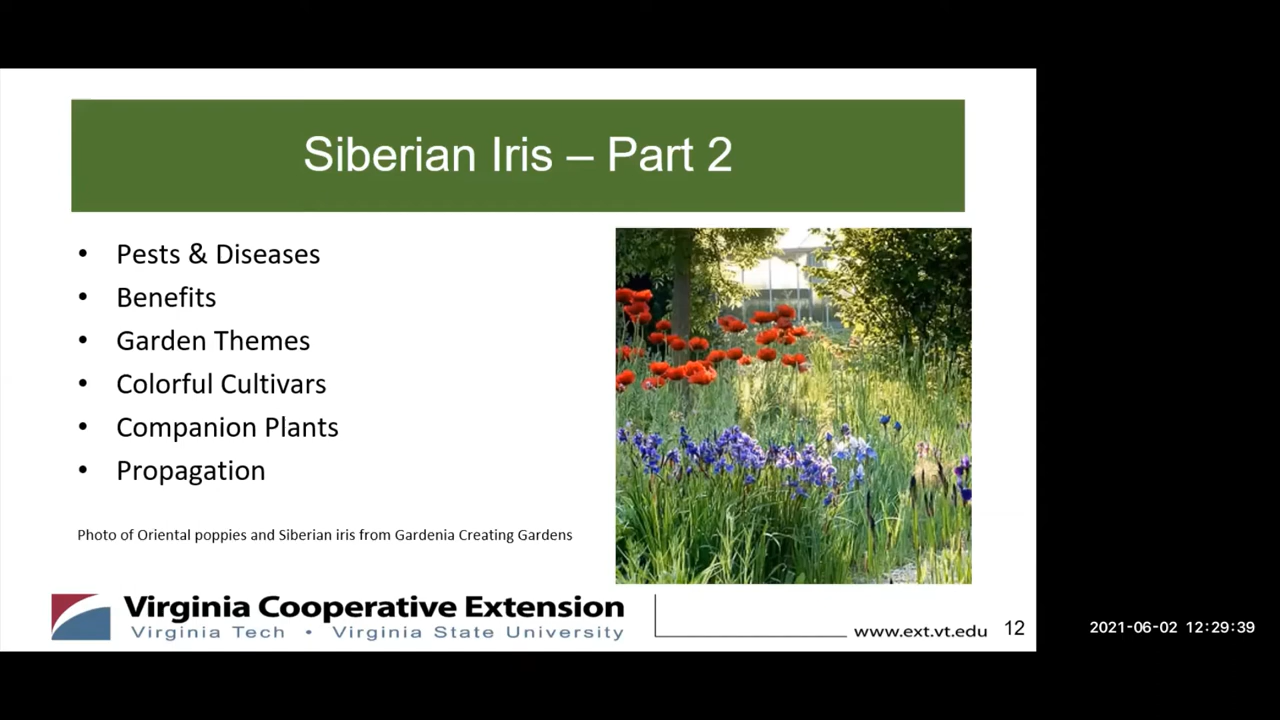 Siberian Iris – Part 2
• Pests & Diseases
• Benefits
• Garden Themes
• Colorful Cultivars
• Companion Plants
• Propagation
Photo of Oriental poppies and Siberian iris from Gardenia Creating Gardens
Virginia Cooperative Extension
Virginia Tech • Virginia State University
www.ext.vt.edu
12
2021-06-02 12:29:39